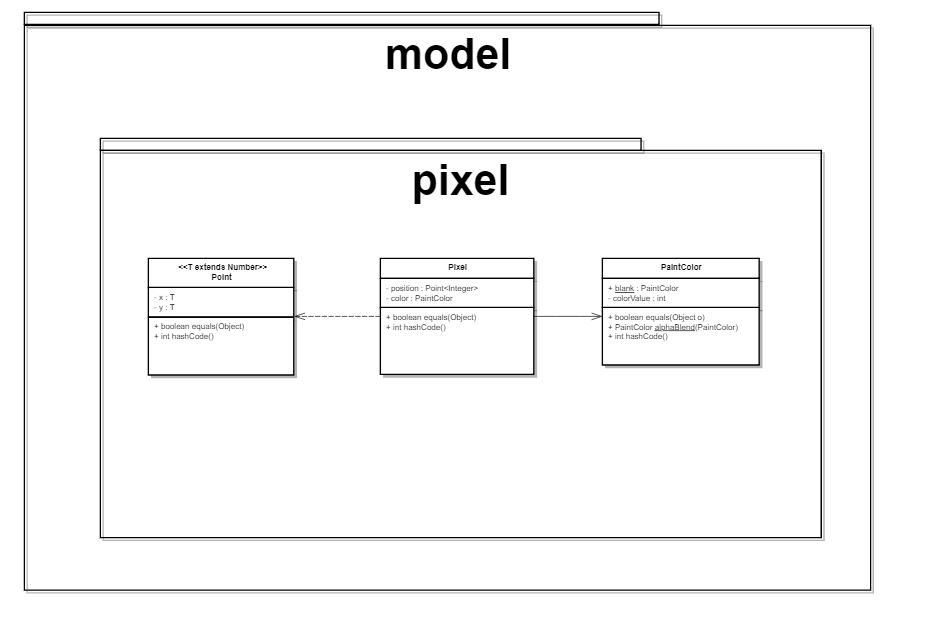 model
pixel
<<T extends Number>>
Point
- x : T
- y : T
+ boolean equals(Object)
+ int hashCode()
Pixel
- position : Point<Integer>
- color : PaintColor
+ boolean equals(Object)
+ int hashCode()
PaintColor
+ blank : PaintColor
- colorValue : int
+ boolean equals(Object o)
+ PaintColor alphaBlend(PaintColor)
+ int hashCode()